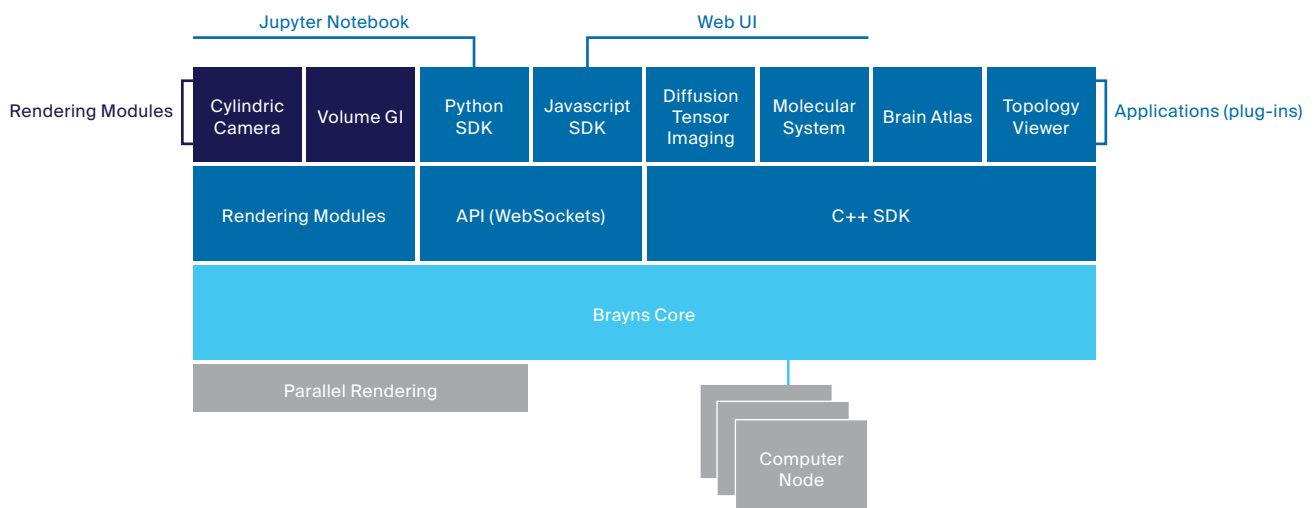 Jupyter Notebook
Web UI
Rendering Modules
Cylindric
Camera
Volume GI
Python
SDK
Javascript
SDK
Diffusion
Tensor
Imaging
Molecular
System
Brain Atlas
Topology
Viewer
Applications (plug-ins)
Rendering Modules
API (WebSockets)
C++ SDK
Brayns Core
Parallel Rendering
Computer
Node